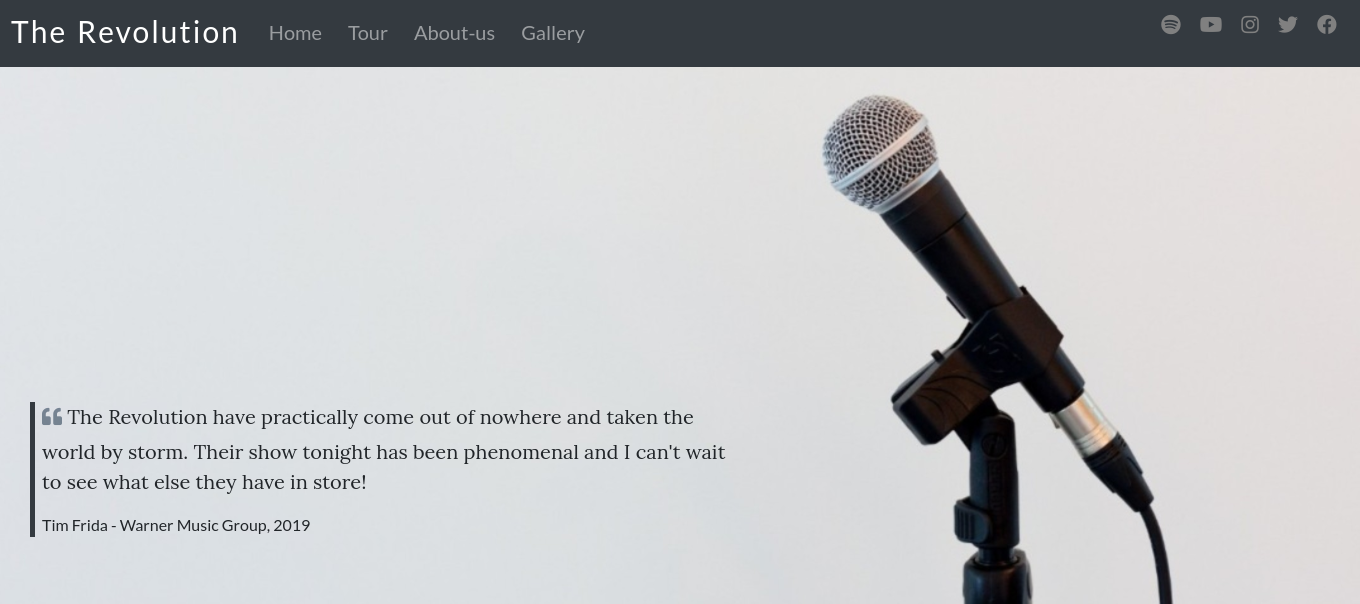 The Revolution Home Tour About-us Gallery
The Revolution have practically come out of nowhere and taken the
world by storm. Their show tonight has been phenomenal and I can't wait
to see what else they have in store!
Tim Frida - Warner Music Group, 2019